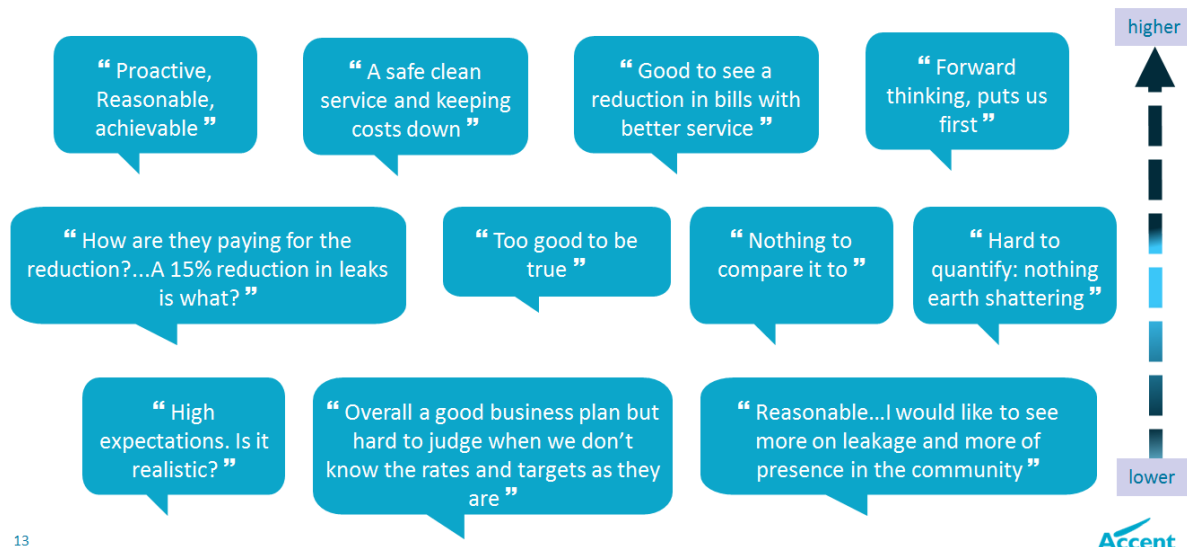 higher
“ Proactive,
Reasonable,
achievable ”
“ A safe clean
service and keeping
costs down ”
“ Good to see a
reduction in bills with
better service ”
“ Forward
thinking, puts us
first ”
“ How are they paying for the
reduction?...A 15% reduction in leaks
is what? ”
“ Too good to be
true ”
“ Nothing to
compare it to ”
“ Hard to
quantify: nothing
earth shattering ”
“ High
expectations. Is it
realistic? ”
“ Overall a good business plan but
hard to judge when we don’t
know the rates and targets as they
are ”
“ Reasonable...I would like to see
more on leakage and more of
presence in the community ”
lower
13
Accent